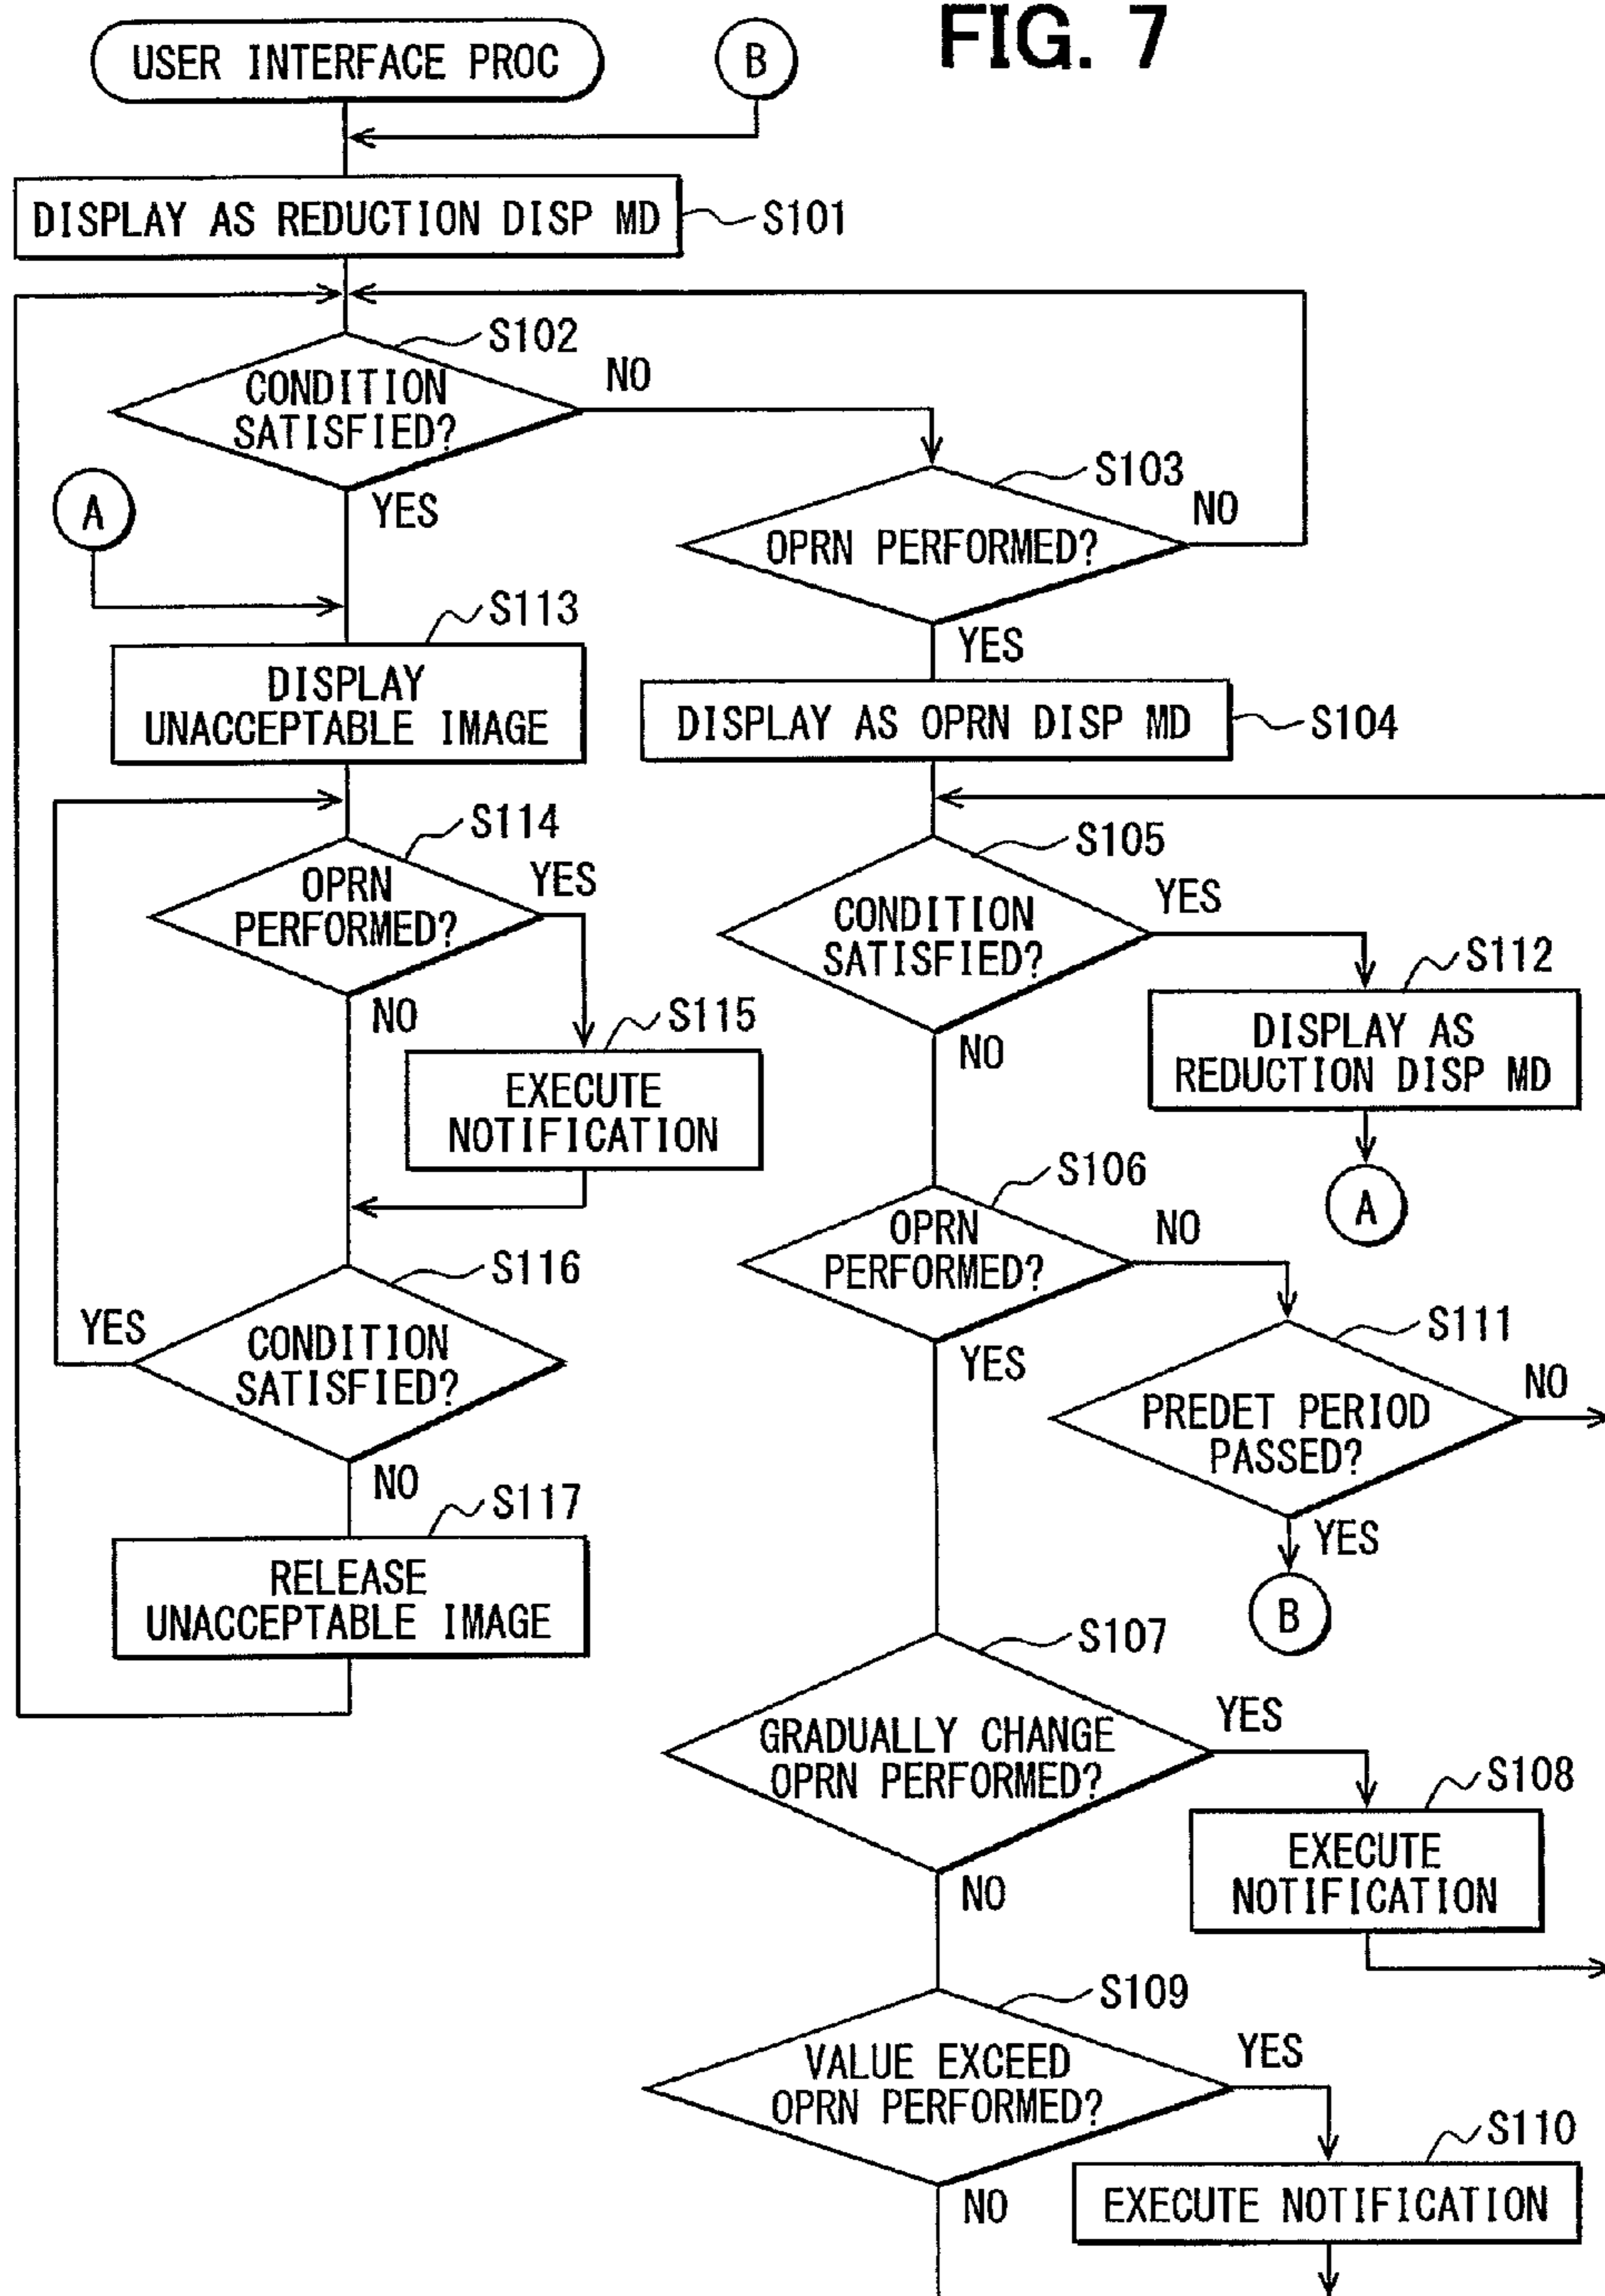 FIG. 7
USER INTERFACE PROC
B
DISPLAY AS REDUCTION DISP MD
S101
S102
CONDITION
SATISFIED?
NO
YES
S103
OPRN PERFORMED?
NO
YES
A
S113
DISPLAY
UNACCEPTABLE IMAGE
DISPLAY AS OPRN DISP MD
S104
S114
OPRN
PERFORMED?
YES
NO
S105
CONDITION
SATISFIED?
YES
NO
S112
DISPLAY AS
REDUCTION DISP MD
A
S115
EXECUTE
NOTIFICATION
S106
OPRN
PERFORMED?
NO
YES
S116
CONDITION
SATISFIED?
YES
NO
S111
PREDET PERIOD
PASSED?
NO
YES
B
S117
RELEASE
UNACCEPTABLE IMAGE
S107
GRADUALLY CHANGE
OPRN PERFORMED?
YES
NO
S108
EXECUTE
NOTIFICATION
S109
VALUE EXCEED
OPRN PERFORMED?
YES
NO
S110
EXECUTE NOTIFICATION